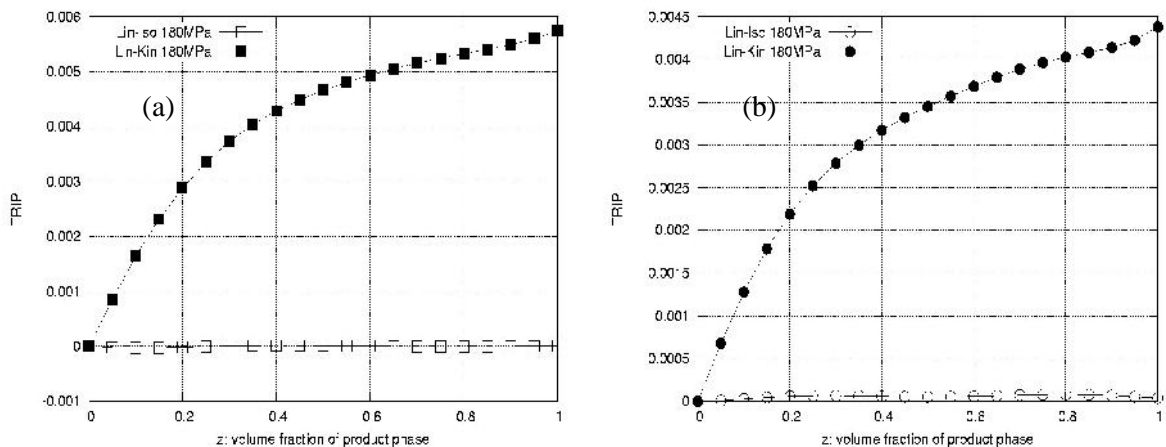 0.006
0.005
0.004
0.003
0.002
0.001
0
-0.001
TRIP
Lin-Iso 180MPa
Lin-Kin 180MPa
(a)
0 0.2 0.4 0.6 0.8 1
z: volume fraction of product phase
0.0045
0.004
0.0035
0.003
0.0025
0.002
0.0015
0.001
0.0005
0
TRIP
Lin-Iso 180MPa
Lin-Kin 180MPa
(b)
0 0.2 0.4 0.6 0.8 1
z: volume fraction of product phase